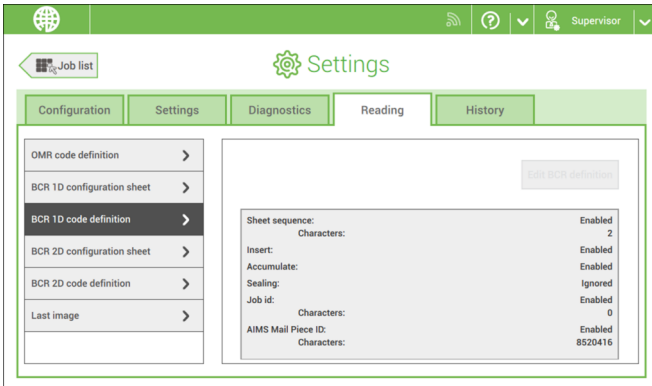 Supervisor
Job list
Settings
Configuration
Settings
Diagnostics
Reading
History
OMR code definition
BCR 1D configuration sheet
BCR 1D code definition
BCR 2D configuration sheet
BCR 2D code definition
Last image
Edit BCR definition
Sheet sequence: Enabled
Characters: 2
Insert: Enabled
Accumulate: Enabled
Sealing: Ignored
Job id: Enabled
Characters: 0
AIMS Mail Piece ID: Enabled
Characters: 8520416